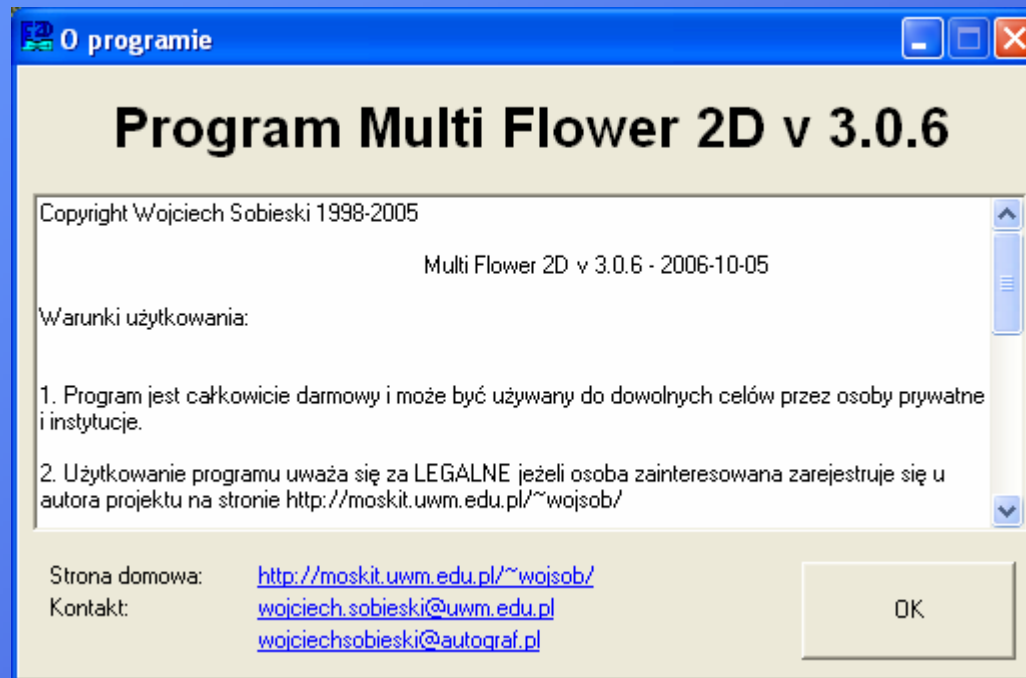 O programie
Program Multi Flower 2D v 3.0.6
Copyright Wojciech Sobieski 1998-2005
Multi Flower 2D v 3.0.6 - 2006-10-05
Warunki użytkowania:
1. Program jest całkowicie darmowy i może być używany do dowolnych celów przez osoby prywatne
i instytucje.
2. Użytkowanie programu uważa się za LEGALNE jeżeli osoba zainteresowana zarejestruje się u
autora projektu na stronie http://moskit.uwm.edu.pl/~wojsob/
Strona domowa: http://moskit.uwm.edu.pl/~wojsob/
Kontakt: wojciech.sobieski@uwm.edu.pl
wojciechsobieski@autograf.pl
OK